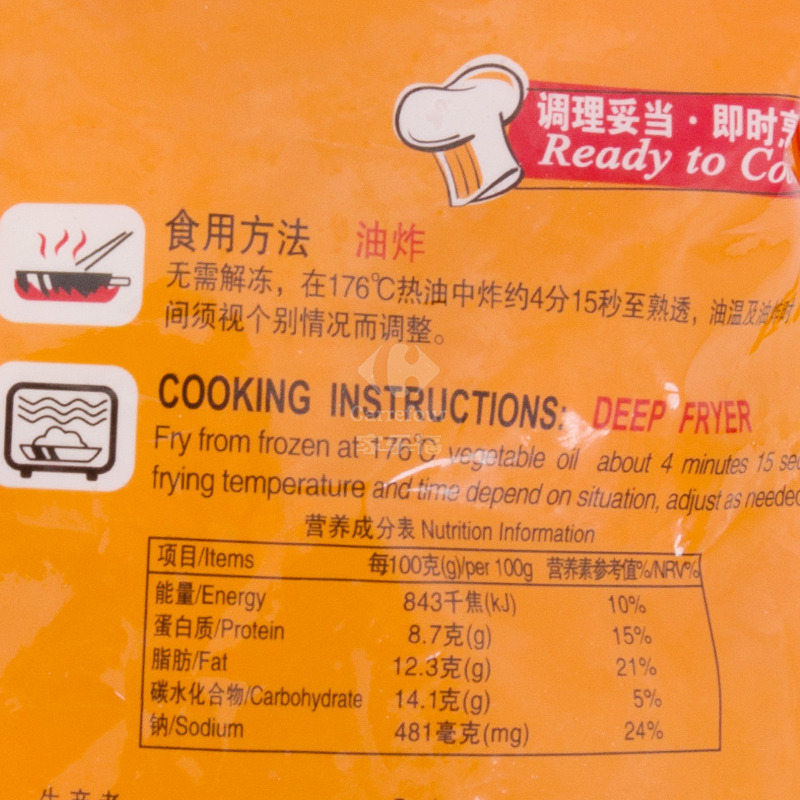 调理妥当·即时
Ready to
食用方法 油炸
无需解冻，在176℃热油中炸约4分15秒至熟透，油温及油炸时
间须视个别情况而调整。
COOKING INSTRUCTIONS: DEEP FRYER
Fry from frozen at 176℃ vegetable oil about 4 minutes 15
frying temperature and time depend on situation, adjust as needed
Carrefour
家乐福
营养成分表 Nutrition Information
项目/Items 每100克(g)/per 100g 营养素参考值%/NRV%
能量/Energy 843千焦(kJ) 10%
蛋白质/Protein 8.7克(g) 15%
脂肪/Fat 12.3克(g) 21%
碳水化合物/Carbohydrate 14.1克(g) 5%
钠/Sodium 481毫克(mg) 24%
生产者